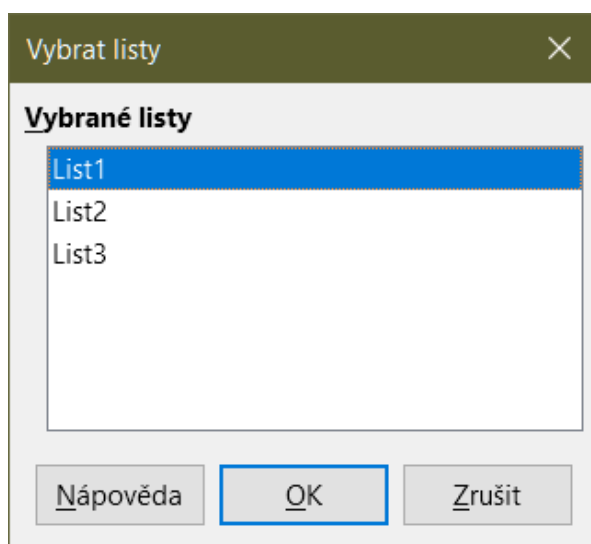 Vybrat listy
Vybrané listy
List1
List2
List3
Nápověda OK Zrušit